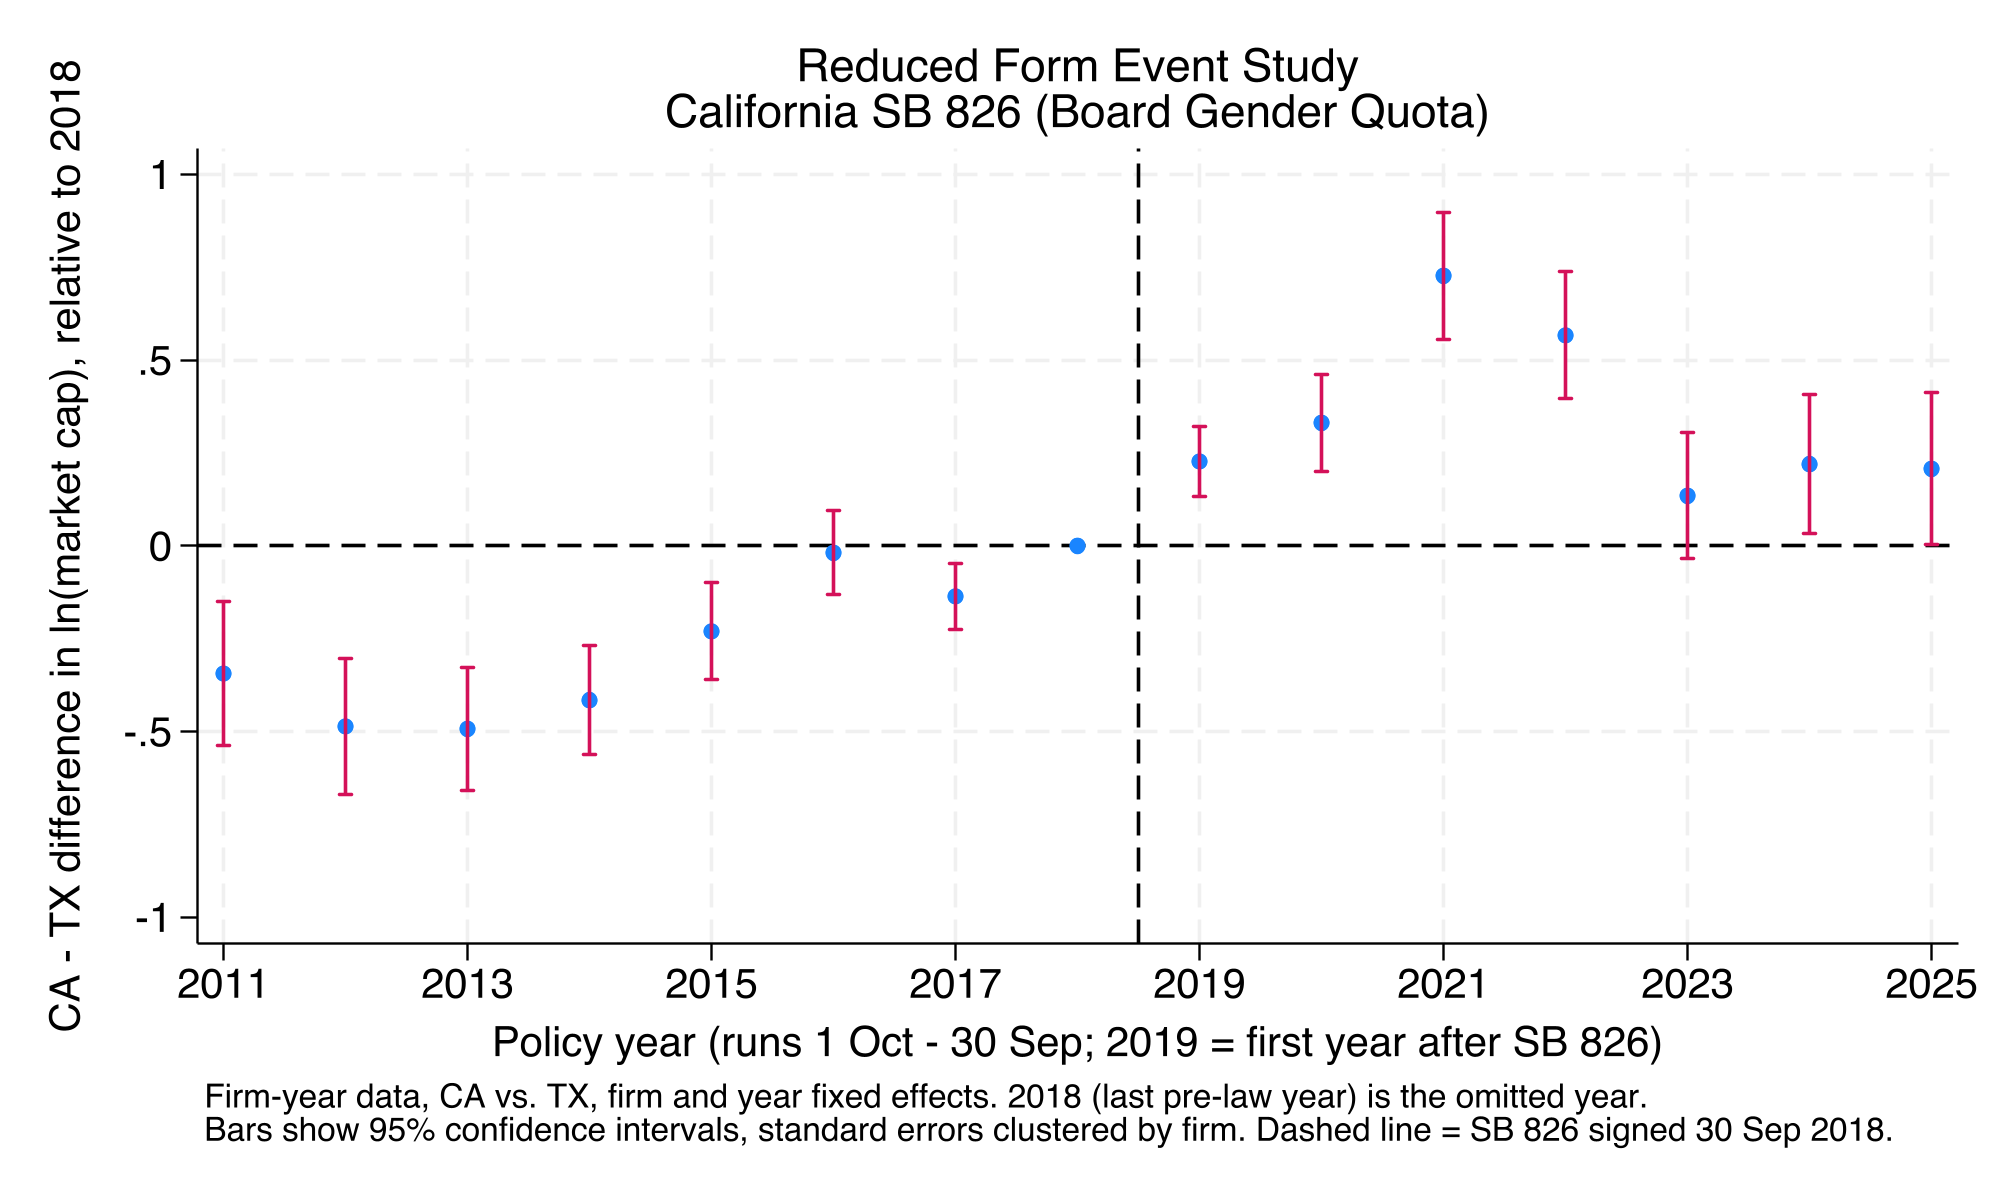 Reduced Form Event Study
California SB 826 (Board Gender Quota)
CA - TX difference in ln(market cap), relative to 2018
1
.5
0
-.5
-1
2011 2013 2015 2017 2019 2021 2023 2025
Policy year (runs 1 Oct - 30 Sep; 2019 = first year after SB 826)
Firm-year data, CA vs. TX, firm and year fixed effects. 2018 (last pre-law year) is the omitted year.
Bars show 95% confidence intervals, standard errors clustered by firm. Dashed line = SB 826 signed 30 Sep 2018.